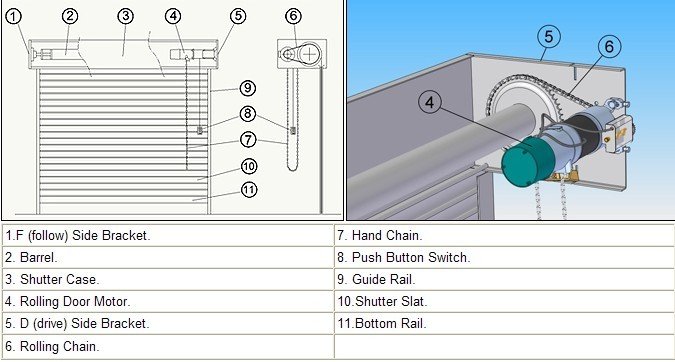 1 2 3 4 5 6
9
8
7
10
11
5 6
4
1.F (follow) Side Bracket.
7. Hand Chain.
2. Barrel.
8. Push Button Switch.
3. Shutter Case.
9. Guide Rail.
4. Rolling Door Motor.
10.Shutter Slat.
5. D (drive) Side Bracket.
11.Bottom Rail.
6. Rolling Chain.